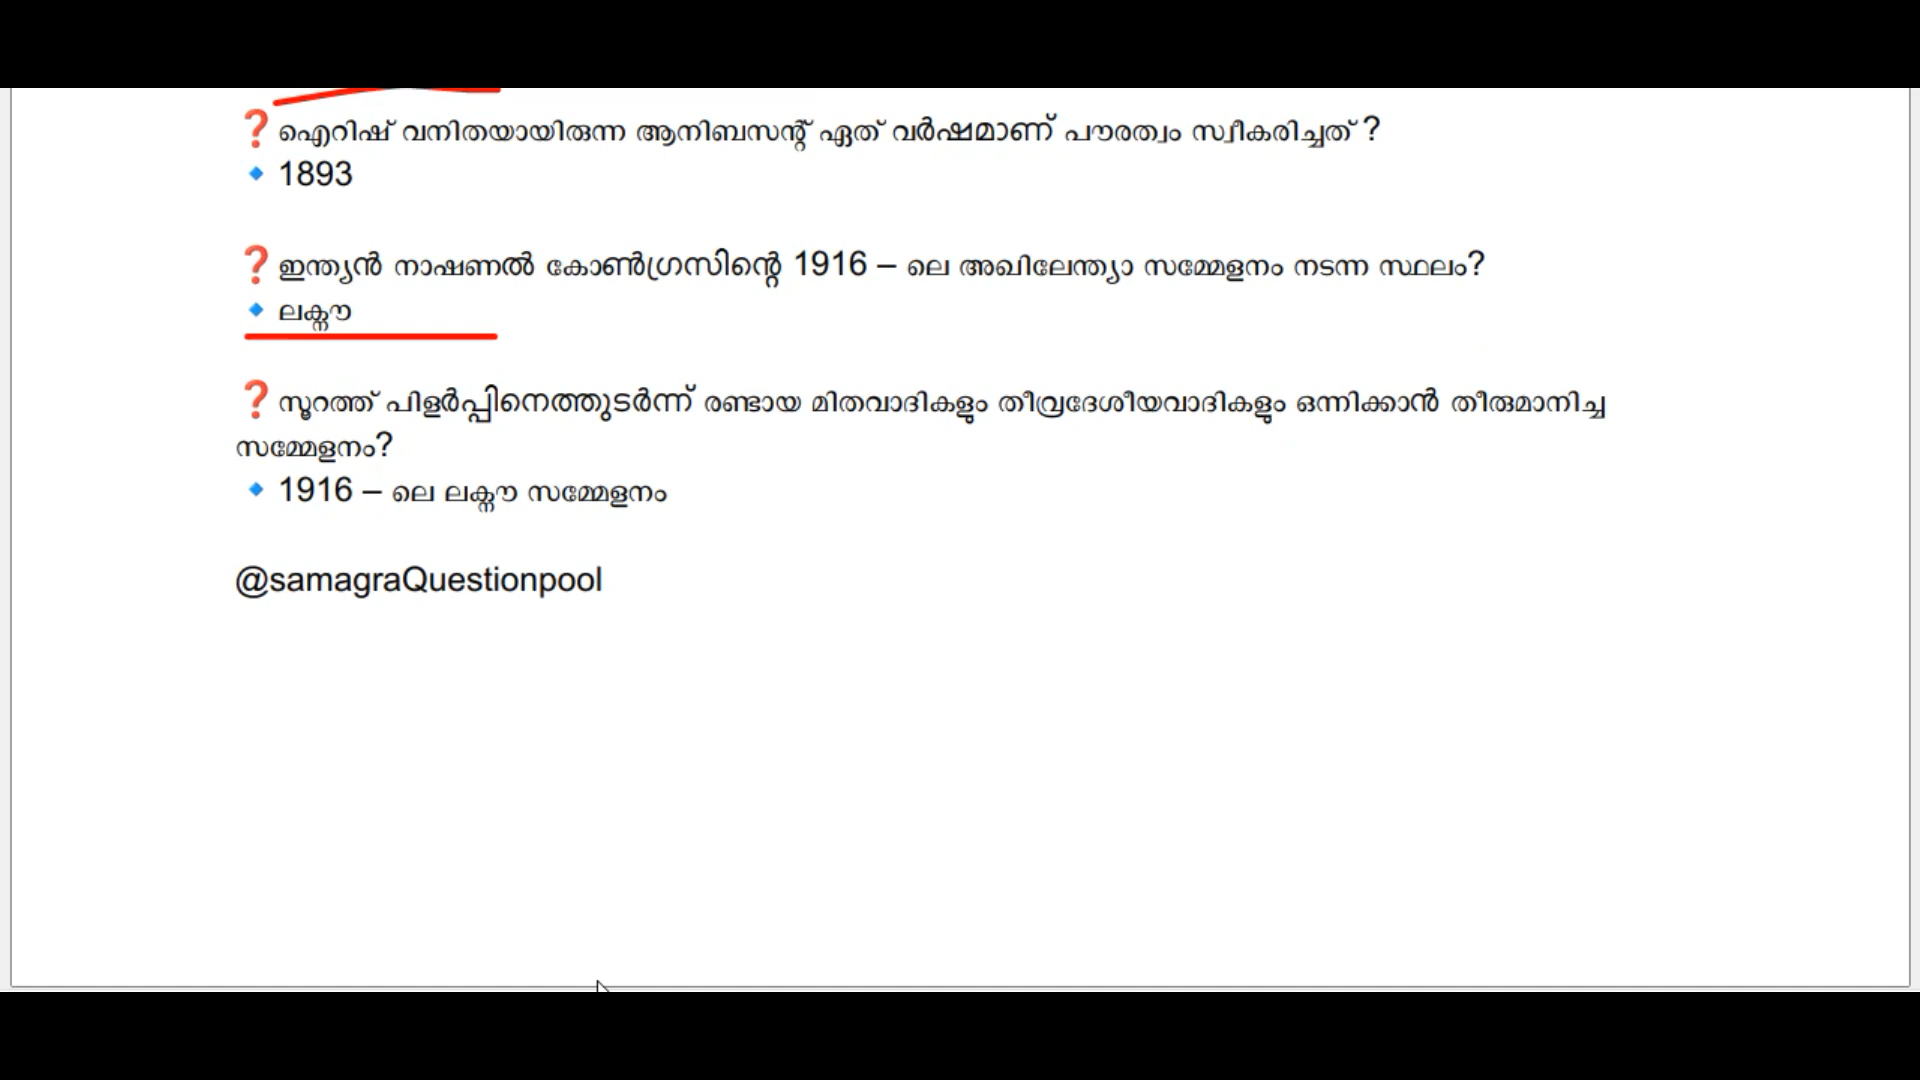 ❓ഐറിഷ് വനിതയായിരുന്ന ആനിബസന്റ് ഏത് വർഷമാണ് പൗരത്വം സ്വീകരിച്ചത് ?
🔹 1893
❓ഇന്ത്യൻ നാഷണൽ കോൺഗ്രസിന്റെ 1916 – ലെ അഖിലേന്ത്യാ സമ്മേളനം നടന്ന സ്ഥലം?
🔹 ലക്നൗ
❓സൂറത്ത് പിളർപ്പിനെത്തുടർന്ന് രണ്ടായ മിതവാദികളും തീവ്രദേശീയവാദികളും ഒന്നിക്കാൻ തീരുമാനിച്ച
സമ്മേളനം?
🔹 1916 – ലെ ലക്നൗ സമ്മേളനം
@samagraQuestionpool